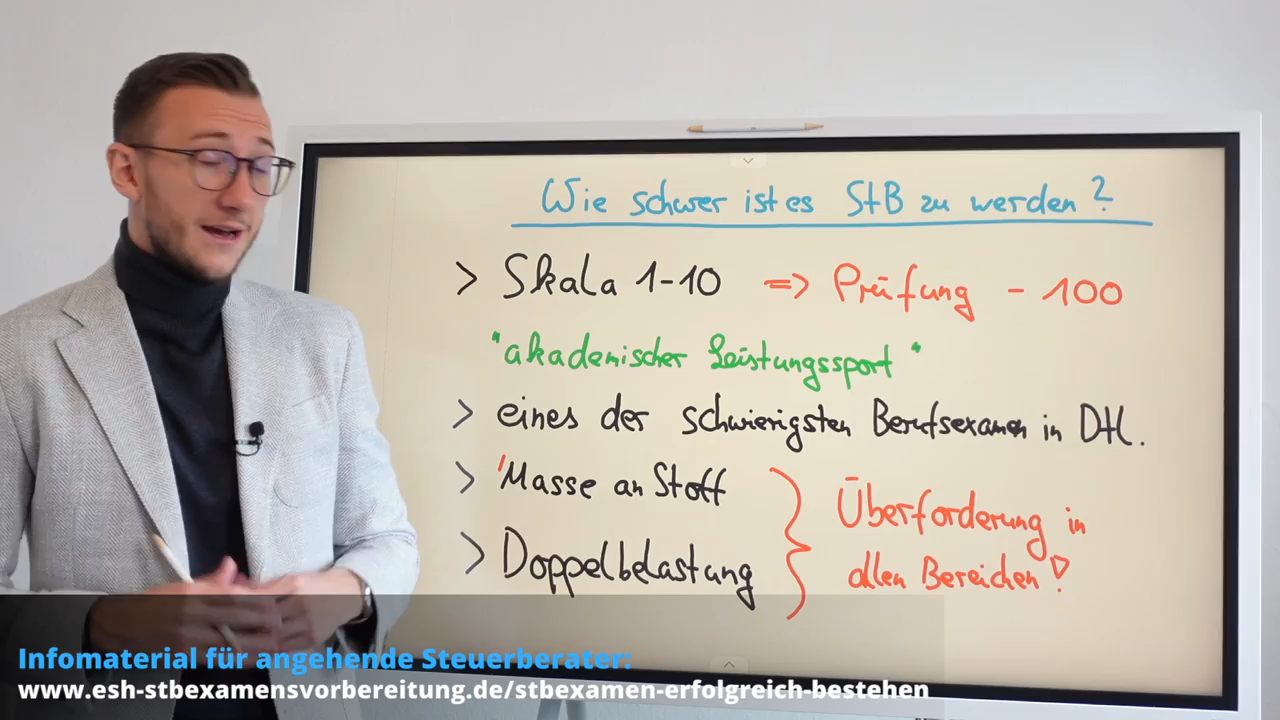 Wie schwer ist es StB zu werden?
> Skala 1-10 => Prüfung - 100
"akademischer Leistungssport"
> eines der schwierigsten Berufsexamen in Dtl.
> Masse an Stoff
> Doppelbelastung
Überforderung in
allen Bereichen!
Infomaterial für angehende Steuerberater:
www.esh-stbexamensvorbereitung.de/stbexamen-erfolgreich-bestehen